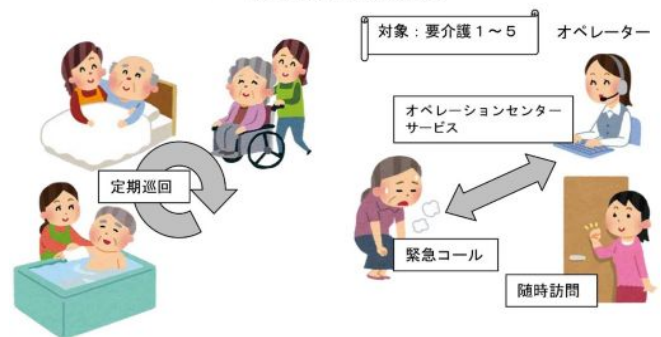 対象：要介護１～５
オペレーター
オペレーションセンター
サービス
定期巡回
緊急コール
随時訪問